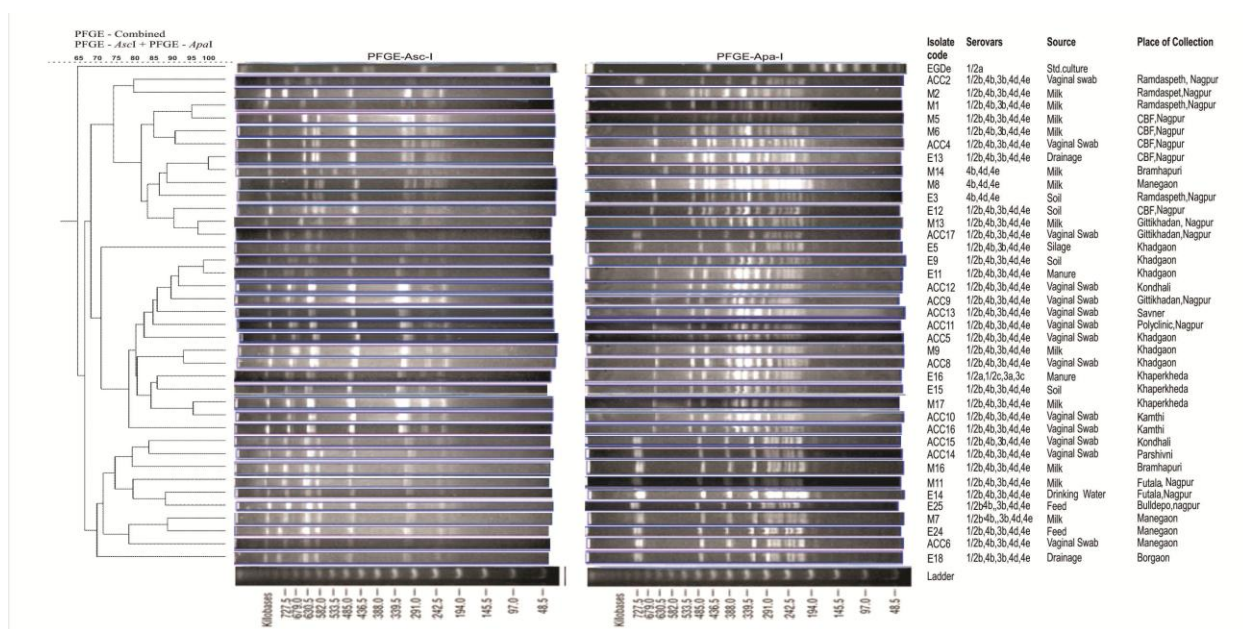 PFGE - Combined
PFGE - AscI + PFGE - ApaI
65 70 75 80 85 90 95 100
PFGE-Asc-I
PFGE-Apa-I
Isolate code Serovars Source Place of Collection
EGDe 1/2a Std.culture
ACC2 1/2b,4b,3b,4d,4e Vaginal swab Ramdaspeth, Nagpur
M2 1/2b,4b,3b,4d,4e Milk Ramdaspet,Nagpur
M1 1/2b,4b,3b,4d,4e Milk Ramdaspeth,Nagpur
M5 1/2b,4b,3b,4d,4e Milk CBF,Nagpur
M6 1/2b,4b,3b,4d,4e Milk CBF,Nagpur
ACC4 1/2b,4b,3b,4d,4e Vaginal Swab CBF,Nagpur
E13 1/2b,4b,3b,4d,4e Drainage CBF,Nagpur
M14 4b,4d,4e Milk Bramhapuri
M8 4b,4d,4e Milk Manegaon
E3 4b,4d,4e Soil Ramdaspeth,Nagpur
E12 1/2b,4b,3b,4d,4e Soil CBF,Nagpur
M13 1/2b,4b,3b,4d,4e Milk Gittikhadan, Nagpur
ACC17 1/2b,4b,3b,4d,4e Vaginal Swab Gittikhadan,Nagpur
E5 1/2b,4b,3b,4d,4e Silage Khadgaon
E9 1/2b,4b,3b,4d,4e Soil Khadgaon
E11 1/2b,4b,3b,4d,4e Manure Khadgaon
ACC12 1/2b,4b,3b,4d,4e Vaginal Swab Kondhali
ACC9 1/2b,4b,3b,4d,4e Vaginal Swab Gittikhadan,Nagpur
ACC13 1/2b,4b,3b,4d,4e Vaginal Swab Savner
ACC11 1/2b,4b,3b,4d,4e Vaginal Swab Polyclinic,Nagpur
ACC5 1/2b,4b,3b,4d,4e Vaginal Swab Khadgaon
M9 1/2b,4b,3b,4d,4e Milk Khadgaon
ACC8 1/2b,4b,3b,4d,4e Vaginal Swab Khadgaon
E16 1/2a,1/2c,3a,3c Manure Khaperkheda
E15 1/2b,4b,3b,4d,4e Soil Khaperkheda
M17 1/2b,4b,3b,4d,4e Milk Khaperkheda
ACC10 1/2b,4b,3b,4d,4e Vaginal Swab Kamthi
ACC16 1/2b,4b,3b,4d,4e Vaginal Swab Kamthi
ACC15 1/2b,4b,3b,4d,4e Vaginal Swab Kondhali
ACC14 1/2b,4b,3b,4d,4e Vaginal Swab Parshivni
M16 1/2b,4b,3b,4d,4e Milk Bramhapuri
M11 1/2b,4b,3b,4d,4e Milk Futala, Nagpur
E14 1/2b,4b,3b,4d,4e Drinking Water Futala,Nagpur
E25 1/2b4b,,3b,4d,4e Feed Bulldepo,nagpur
M7 1/2b4b,,3b,4d,4e Milk Manegaon
E24 1/2b,4b,3b,4d,4e Feed Manegaon
ACC6 1/2b,4b,3b,4d,4e Vaginal Swab Manegaon
E18 1/2b,4b,3b,4d,4e Drainage Borgaon
Ladder
Kilobases 727.5 679.0 630.5 582.0 533.5 485.0 436.5 388.0 339.5 291.0 242.5 194.0 145.5 97.0 48.5
Kilobases 727.5 679.0 630.5 582.0 533.5 485.0 436.5 388.0 339.5 291.0 242.5 194.0 145.5 97.0 48.5